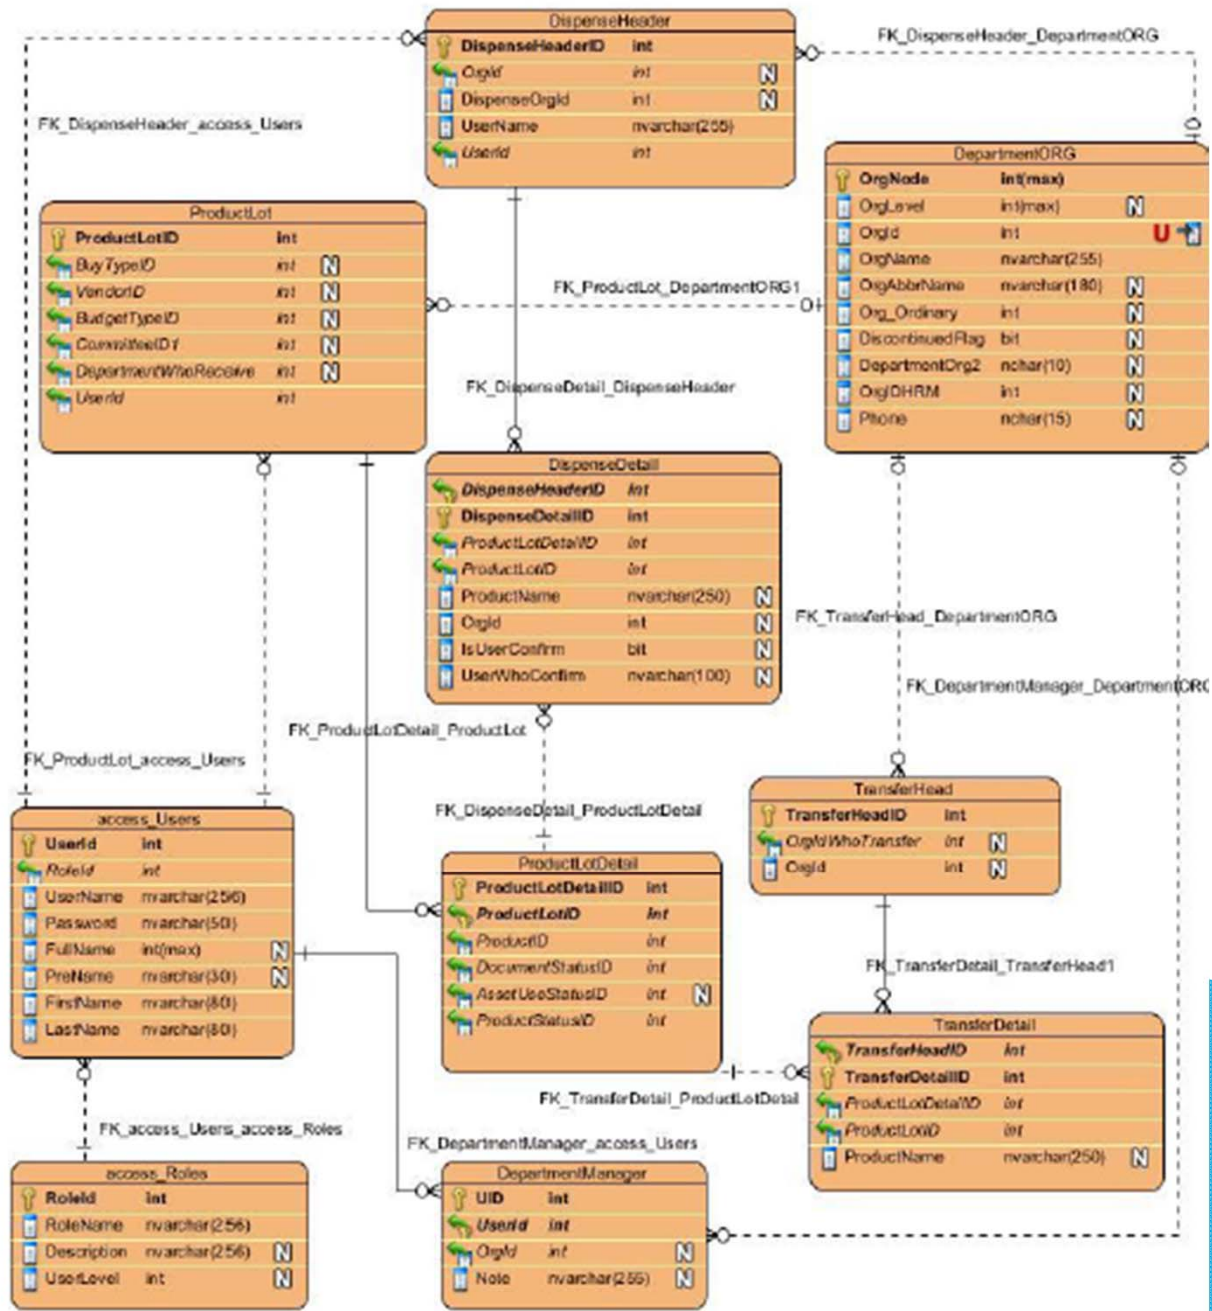 DispenseHeader
DispenseHeaderID int
OrgId int N
DispenseOrgId int N
UserName nvarchar(255)
UserId int
FK_DispenseHeader_DepartmentORG
FK_DispenseHeader_access_Users
DepartmentORG
OrgNode int(max)
OrgLevel int(max) N
OrgId int U
OrgName nvarchar(255)
OrgAbbrName nvarchar(180) N
Org_Ordinary int N
DiscontinuedFlag bit N
DepartmentOrg2 nchar(10) N
OrgIDHRM int N
Phone nchar(15) N
ProductLot
ProductLotID int
BuyTypeID int N
VendorID int N
BudgetTypeID int N
CommitteeID1 int N
DepartmentWhoReceive int N
UserId int
FK_ProductLot_DepartmentORG1
FK_DispenseDetail_DispenseHeader
DispenseDetail
DispenseHeaderID int
DispenseDetailID int
ProductLotDetailID int
ProductLotID int
ProductName nvarchar(250) N
OrgId int N
IsUserConfirm bit N
UserWhoConfirm nvarchar(100) N
FK_TransferHead_DepartmentORG
FK_DepartmentManager_DepartmentORG
FK_ProductLotDetail_ProductLot
FK_ProductLot_access_Users
FK_DispenseDetail_ProductLotDetail
TransferHead
TransferHeadID int
OrgIdWhoTransfer int N
OrgId int N
access_Users
UserId int
RoleId int
UserName nvarchar(256)
Password nvarchar(50)
FullName int(max) N
PreName nvarchar(30) N
FirstName nvarchar(80)
LastName nvarchar(80)
ProductLotDetail
ProductLotDetailID int
ProductLotID int
ProductID int
DocumentStatusID int
AssetUseStatusID int N
ProductStatusID int
FK_TransferDetail_TransferHead1
TransferDetail
TransferHeadID int
TransferDetailID int
ProductLotDetailID int
ProductLotID int
ProductName nvarchar(250) N
FK_TransferDetail_ProductLotDetail
FK_access_Users_access_Roles
FK_DepartmentManager_access_Users
access_Roles
RoleId int
RoleName nvarchar(256)
Description nvarchar(256) N
UserLevel int N
DepartmentManager
UID int
UserId int
OrgId int N
Note nvarchar(255) N